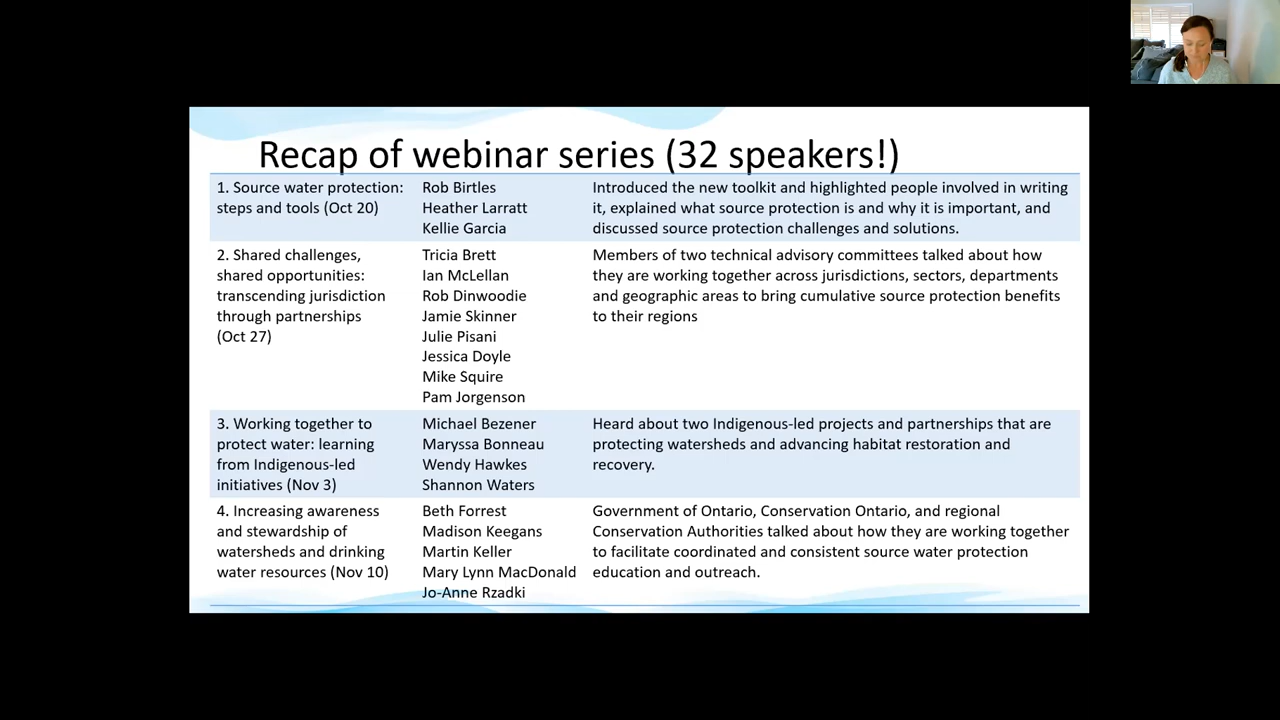 Recap of webinar series (32 speakers!)
1. Source water protection:
steps and tools (Oct 20)
Rob Birtles
Heather Larratt
Kellie Garcia
Introduced the new toolkit and highlighted people involved in writing
it, explained what source protection is and why it is important, and
discussed source protection challenges and solutions.
2. Shared challenges,
shared opportunities:
transcending jurisdiction
through partnerships
(Oct 27)
Tricia Brett
Ian McLellan
Rob Dinwoodie
Jamie Skinner
Julie Pisani
Jessica Doyle
Mike Squire
Pam Jorgenson
Members of two technical advisory committees talked about how
they are working together across jurisdictions, sectors, departments
and geographic areas to bring cumulative source protection benefits
to their regions
3. Working together to
protect water: learning
from Indigenous-led
initiatives (Nov 3)
Michael Bezener
Maryssa Bonneau
Wendy Hawkes
Shannon Waters
Heard about two Indigenous-led projects and partnerships that are
protecting watersheds and advancing habitat restoration and
recovery.
4. Increasing awareness
and stewardship of
watersheds and drinking
water resources (Nov 10)
Beth Forrest
Madison Keegans
Martin Keller
Mary Lynn MacDonald
Jo-Anne Rzadki
Government of Ontario, Conservation Ontario, and regional
Conservation Authorities talked about how they are working together
to facilitate coordinated and consistent source water protection
education and outreach.